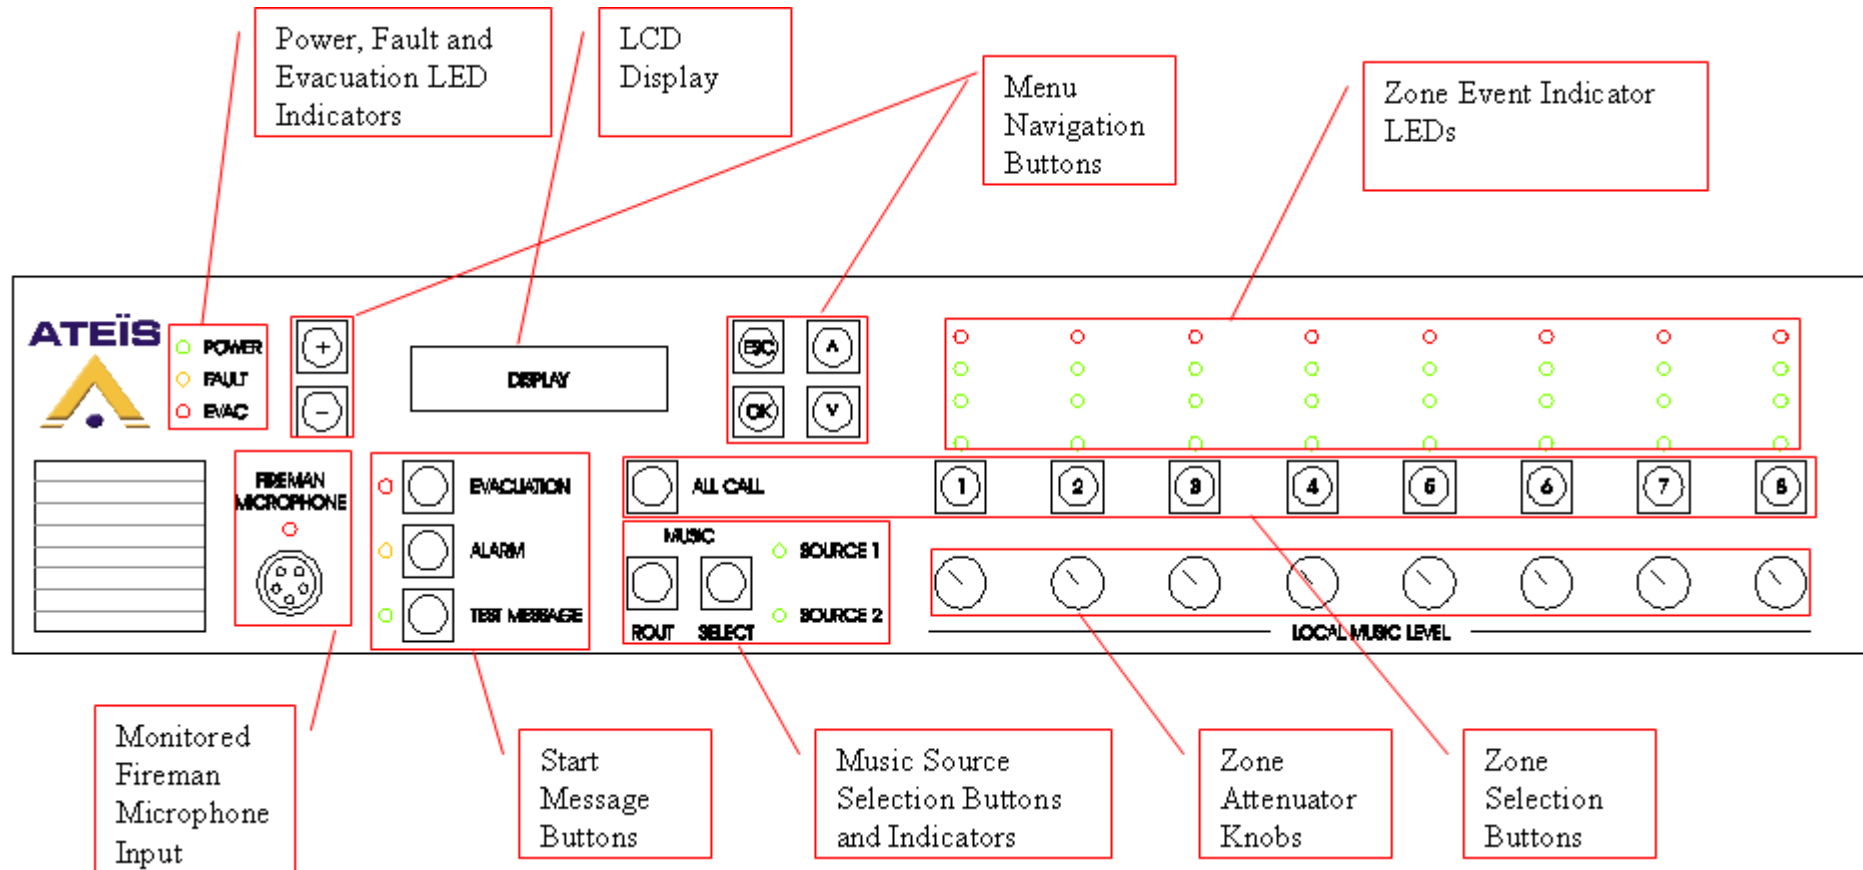 Power, Fault and
Evacuation LED
Indicators
LCD
Display
Menu
Navigation
Buttons
Zone Event Indicator
LEDs
ATEÏS
POWER
FAULT
EVAC
+
-
DISPLAY
ESC
OK
Λ
V
FIREMAN
MICROPHONE
EVACUATION
ALARM
TEST MESSAGE
ALL CALL
1 2 3 4 5 6 7 8
MUSIC
SOURCE 1
SOURCE 2
ROUT SELECT
LOCAL MUSIC LEVEL
Monitored
Fireman
Microphone
Input
Start
Message
Buttons
Music Source
Selection Buttons
and Indicators
Zone
Attenuator
Knobs
Zone
Selection
Buttons